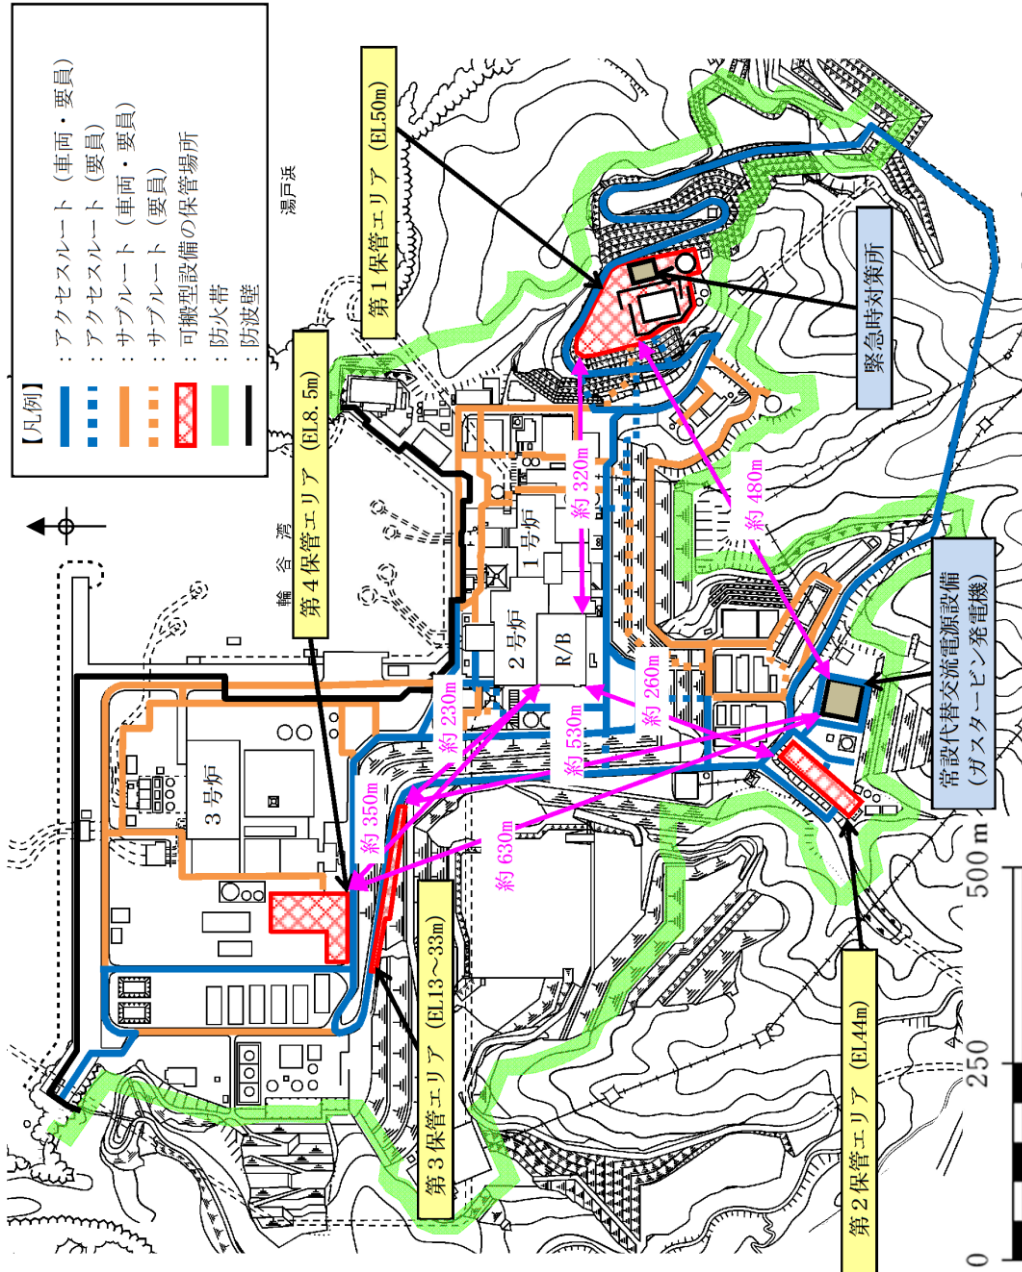 【凡例】
：アクセスルート（車両・要員）
：アクセスルート（要員）
：サブルート（車両・要員）
：サブルート（要員）
：可搬型設備の保管場所
：防火帯
：防波壁
湯戸浜
輪谷湾
第１保管エリア（EL50m）
第４保管エリア（EL8.5m）
第３保管エリア（EL13～33m）
第２保管エリア（EL44m）
緊急時対策所
常設代替交流電源設備
（ガスタービン発電機）
１号炉
２号炉
R/B
３号炉
約 320m
約 480m
約 230m
約 260m
約 530m
約 350m
約 630m
0
250
500 m